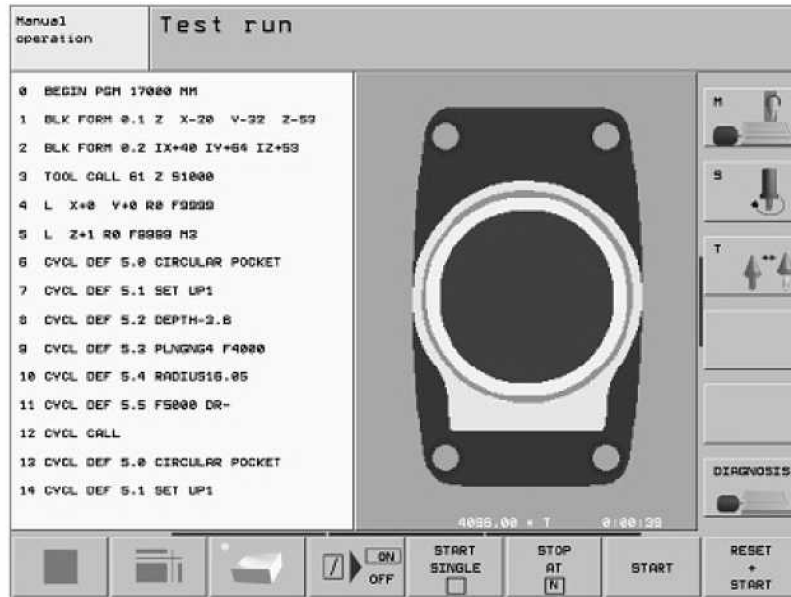 Manual operation
Test run
0 BEGIN PGM 17000 MM
1 BLK FORM 0.1 Z X-20 Y-32 Z-53
2 BLK FORM 0.2 IX+40 IY+64 IZ+53
3 TOOL CALL 61 Z S1000
4 L X+0 Y+0 R0 F9999
5 L Z+1 R0 F9999 M3
6 CYCL DEF 5.0 CIRCULAR POCKET
7 CYCL DEF 5.1 SET UP1
8 CYCL DEF 5.2 DEPTH-3.6
9 CYCL DEF 5.3 PLNGNG4 F4000
10 CYCL DEF 5.4 RADIUS16.05
11 CYCL DEF 5.5 F5000 DR-
12 CYCL CALL
13 CYCL DEF 5.0 CIRCULAR POCKET
14 CYCL DEF 5.1 SET UP1
M
S
T
DIAGNOSIS
4096.00 * T 0:00:39
ON
OFF
START SINGLE
STOP AT N
START
RESET + START